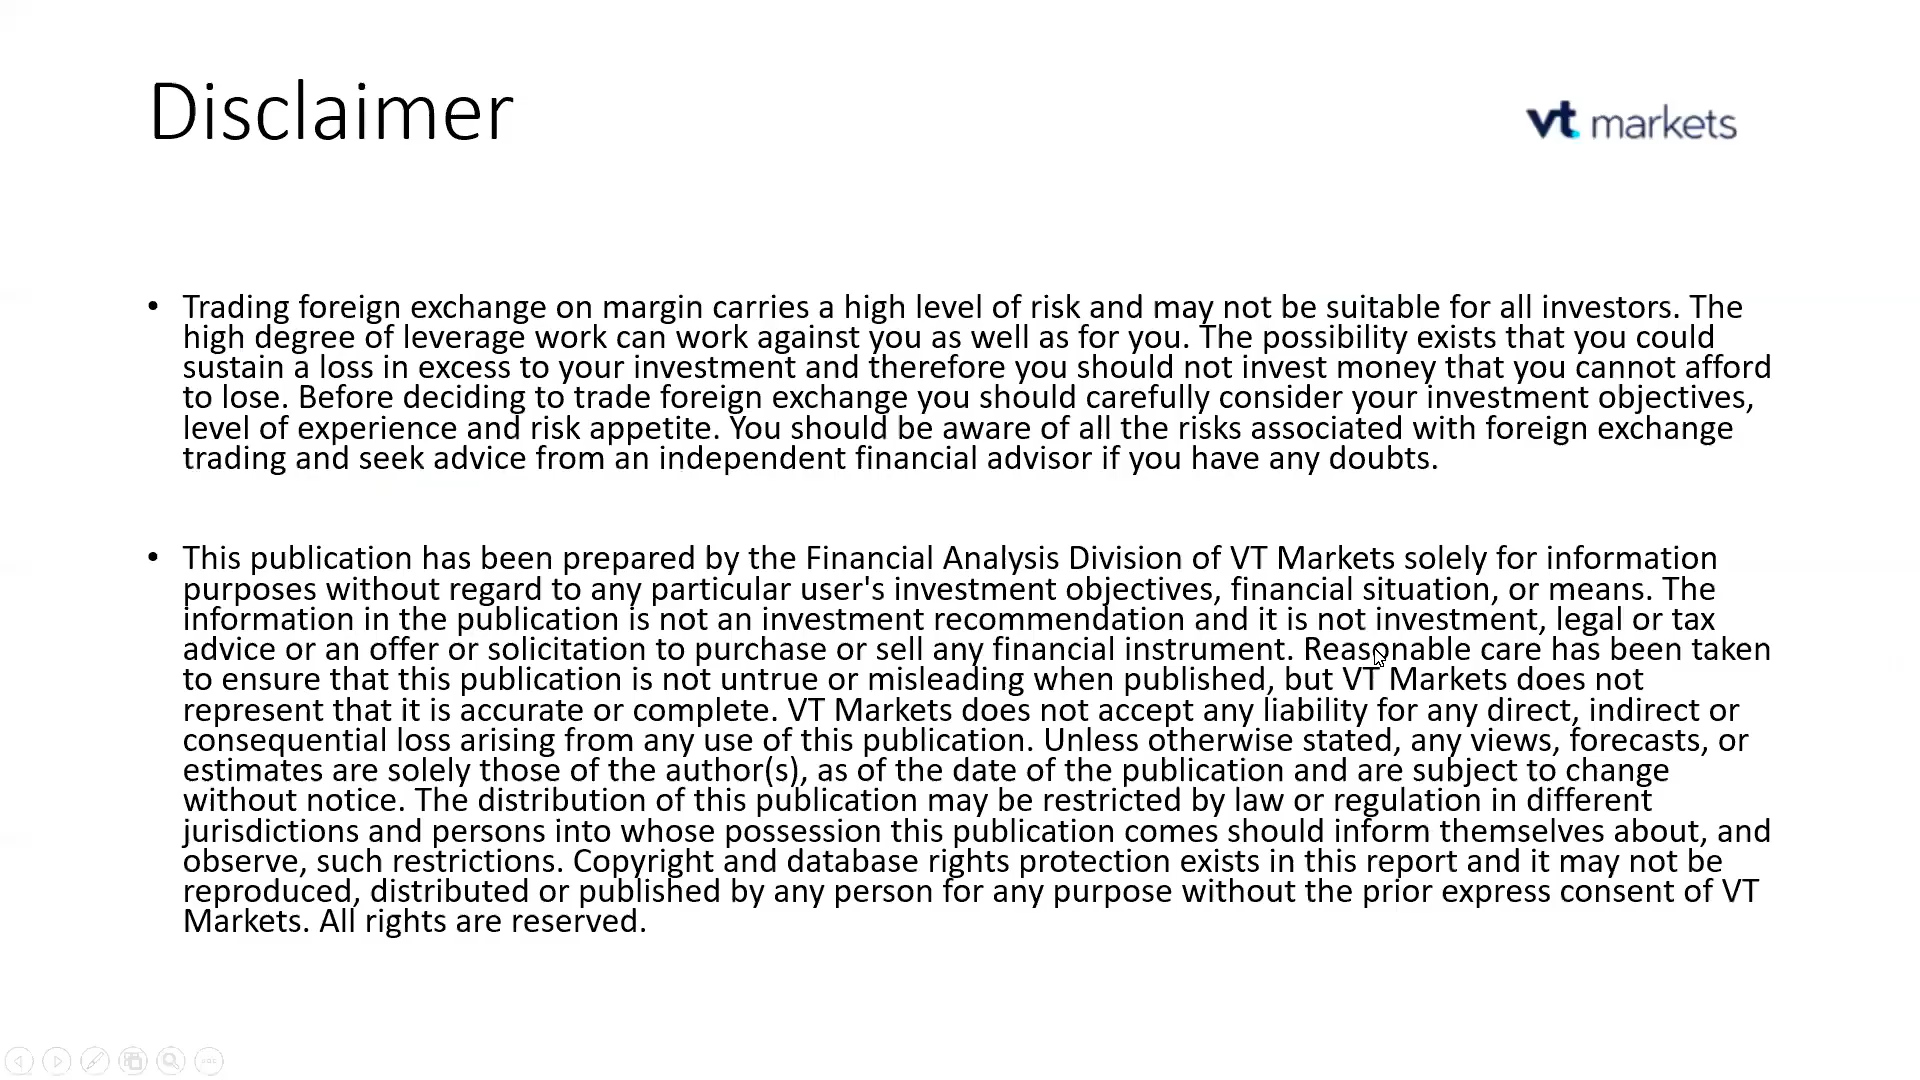 Disclaimer
vt markets
• Trading foreign exchange on margin carries a high level of risk and may not be suitable for all investors. The
high degree of leverage work can work against you as well as for you. The possibility exists that you could
sustain a loss in excess to your investment and therefore you should not invest money that you cannot afford
to lose. Before deciding to trade foreign exchange you should carefully consider your investment objectives,
level of experience and risk appetite. You should be aware of all the risks associated with foreign exchange
trading and seek advice from an independent financial advisor if you have any doubts.
• This publication has been prepared by the Financial Analysis Division of VT Markets solely for information
purposes without regard to any particular user's investment objectives, financial situation, or means. The
information in the publication is not an investment recommendation and it is not investment, legal or tax
advice or an offer or solicitation to purchase or sell any financial instrument. Reasonable care has been taken
to ensure that this publication is not untrue or misleading when published, but VT Markets does not
represent that it is accurate or complete. VT Markets does not accept any liability for any direct, indirect or
consequential loss arising from any use of this publication. Unless otherwise stated, any views, forecasts, or
estimates are solely those of the author(s), as of the date of the publication and are subject to change
without notice. The distribution of this publication may be restricted by law or regulation in different
jurisdictions and persons into whose possession this publication comes should inform themselves about, and
observe, such restrictions. Copyright and database rights protection exists in this report and it may not be
reproduced, distributed or published by any person for any purpose without the prior express consent of VT
Markets. All rights are reserved.